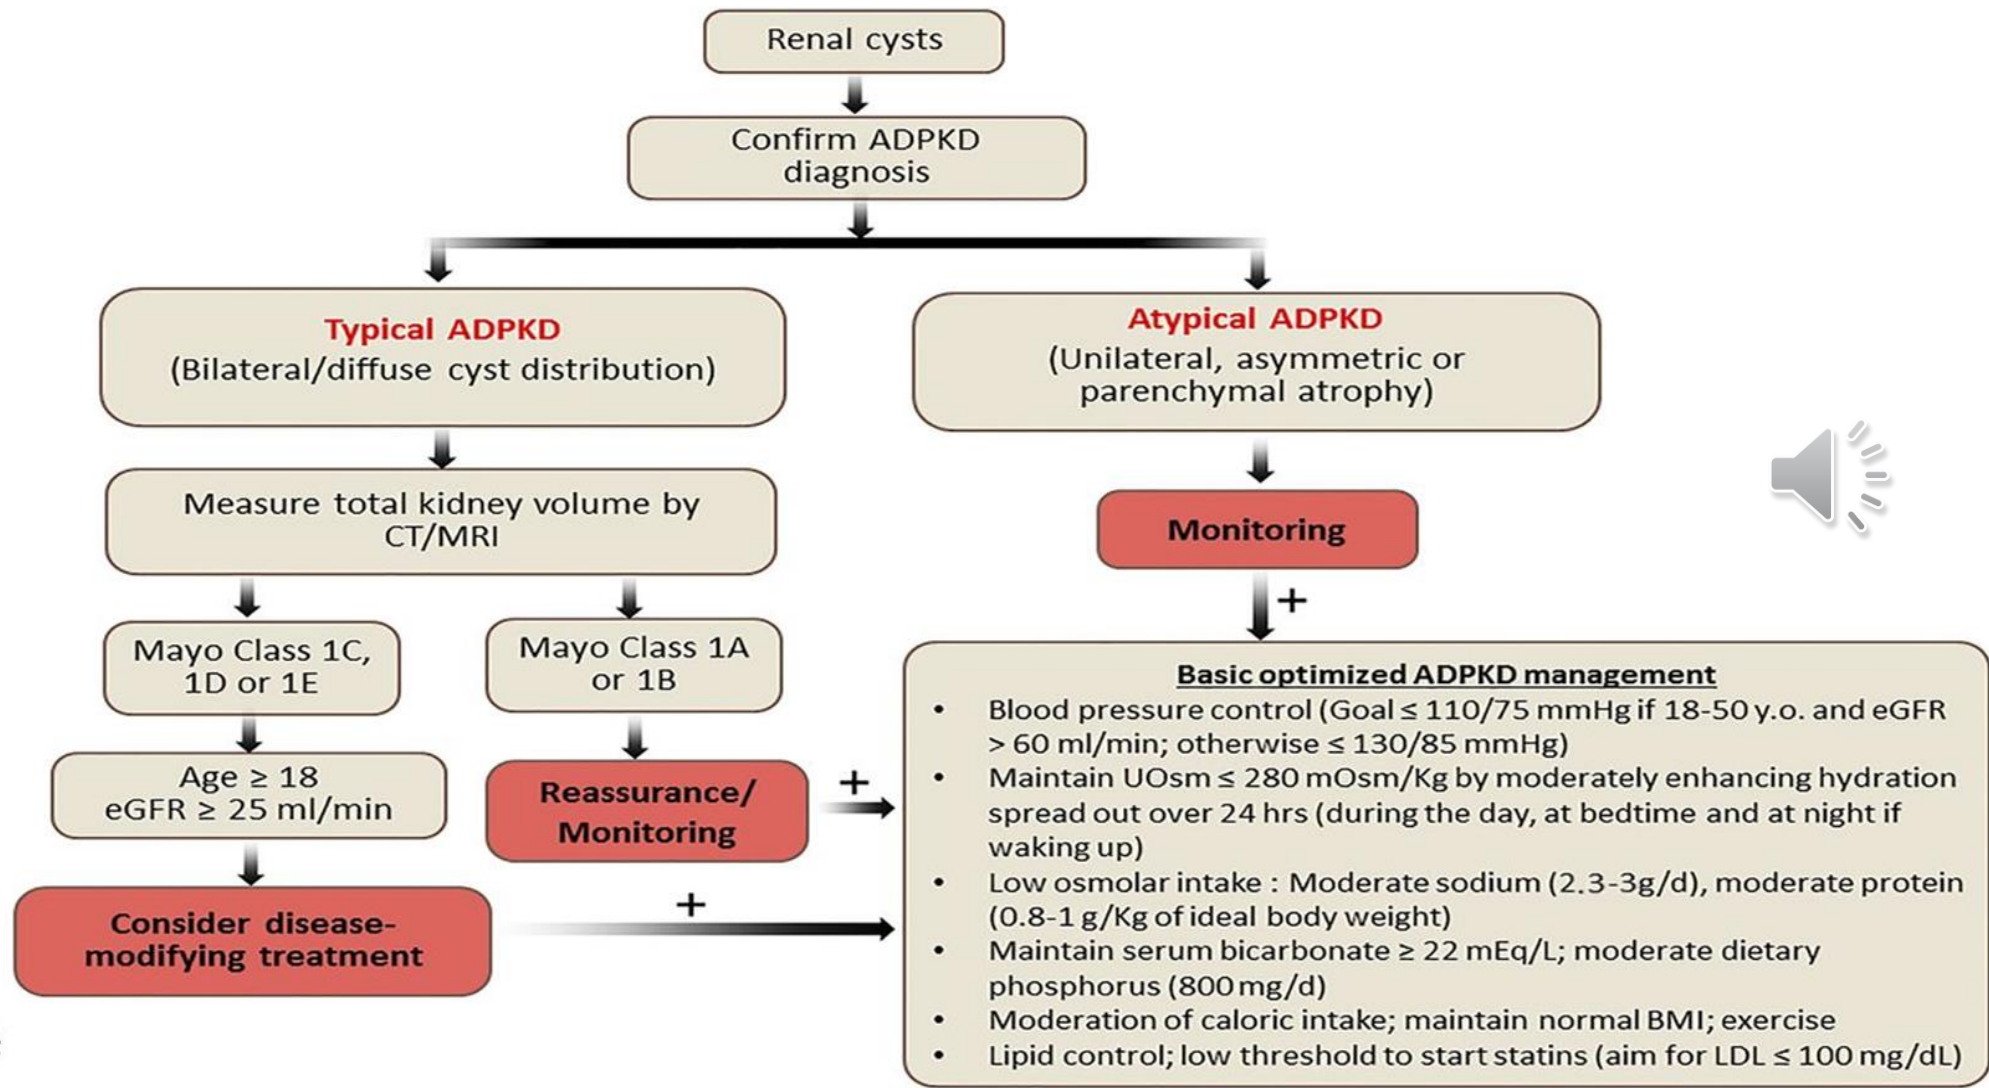 Renal cysts
Confirm ADPKD
diagnosis
Typical ADPKD
(Bilateral/diffuse cyst distribution)
Atypical ADPKD
(Unilateral, asymmetric or
parenchymal atrophy)
Measure total kidney volume by
CT/MRI
Monitoring
+
Mayo Class 1C,
1D or 1E
Mayo Class 1A
or 1B
Age ≥ 18
eGFR ≥ 25 ml/min
Reassurance/
Monitoring
+
Consider disease-
modifying treatment
+
Basic optimized ADPKD management
• Blood pressure control (Goal ≤ 110/75 mmHg if 18-50 y.o. and eGFR
> 60 ml/min; otherwise ≤ 130/85 mmHg)
• Maintain UOsm ≤ 280 mOsm/Kg by moderately enhancing hydration
spread out over 24 hrs (during the day, at bedtime and at night if
waking up)
• Low osmolar intake : Moderate sodium (2.3-3g/d), moderate protein
(0.8-1 g/Kg of ideal body weight)
• Maintain serum bicarbonate ≥ 22 mEq/L; moderate dietary
phosphorus (800 mg/d)
• Moderation of caloric intake; maintain normal BMI; exercise
• Lipid control; low threshold to start statins (aim for LDL ≤ 100 mg/dL)